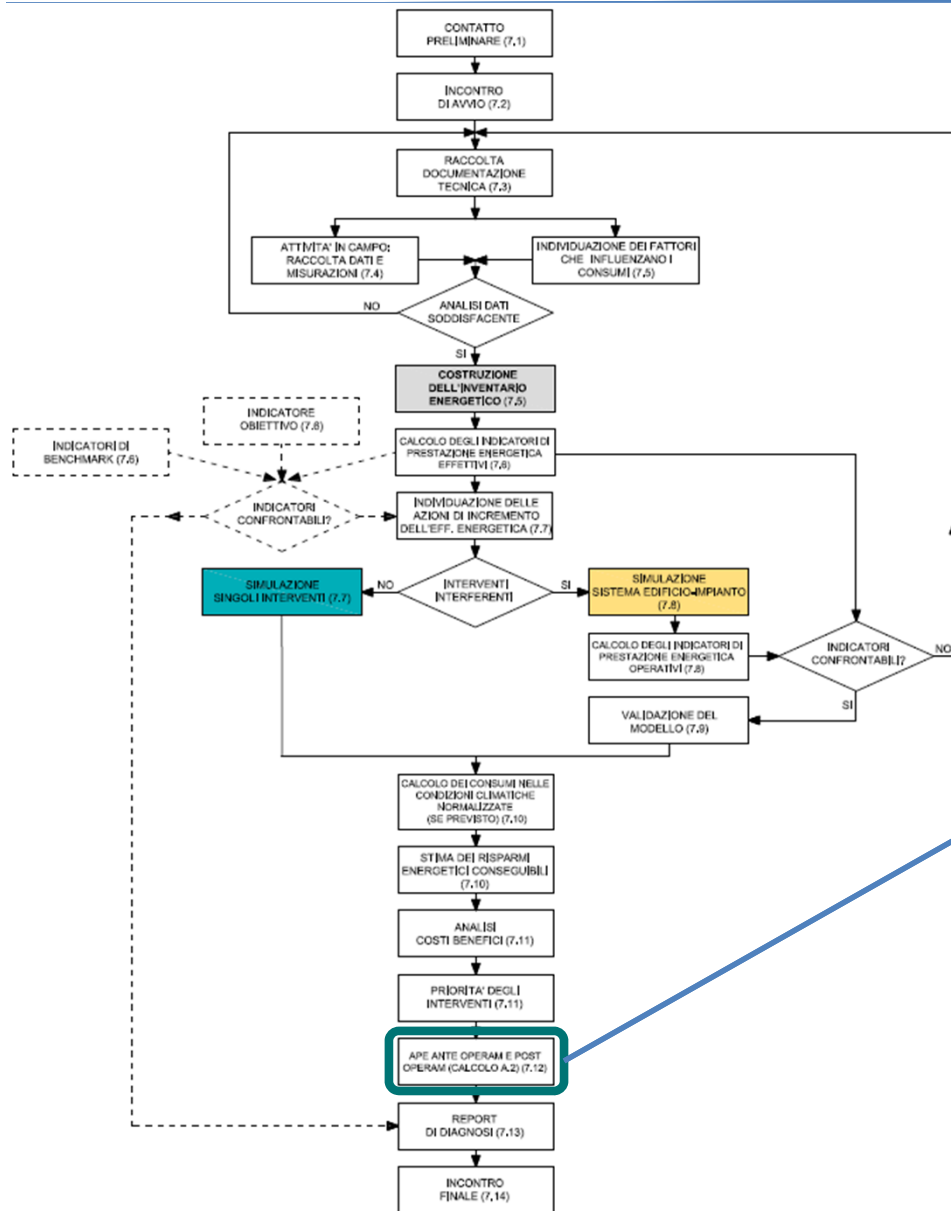 CONTATTO
PRELIMINARE (7.1)
INCONTRO
DI AVVIO (7.2)
RACCOLTA
DOCUMENTAZIONE
TECNICA (7.3)
ATTIVITA' IN CAMPO:
RACCOLTA DATI E
MISURAZIONI (7.4)
INDIVIDUAZIONE DEI FATTORI
CHE INFLUENZANO I
CONSUMI (7.5)
NO
ANALISI DATI
SODDISFACENTE
SI
COSTRUZIONE
DELL'INVENTARIO
ENERGETICO (7.5)
INDICATORE
OBIETTIVO (7.6)
INDICATORI DI
BENCHMARK (7.6)
CALCOLO DEGLI INDICATORI DI
PRESTAZIONE ENERGETICA
EFFETTIVI (7.6)
INDICATORI
CONFRONTABILI?
INDIVIDUAZIONE DELLE
AZIONI DI INCREMENTO
DELL'EFF. ENERGETICA (7.7)
SIMULAZIONE
SINGOLI INTERVENTI (7.7)
NO
INTERVENTI
INTERFERENTI
SI
SIMULAZIONE
SISTEMA EDIFICIO-IMPIANTO
(7.8)
CALCOLO DEGLI INDICATORI DI
PRESTAZIONE ENERGETICA
OPERATIVI (7.8)
INDICATORI
CONFRONTABILI?
NO
SI
VALIDAZIONE DEL
MODELLO (7.9)
CALCOLO DEI CONSUMI NELLE
CONDIZIONI CLIMATICHE
NORMALIZZATE
(SE PREVISTO) (7.10)
STIMA DEI RISPARMI
ENERGETICI CONSEGUIBILI
(7.10)
ANALISI
COSTI BENEFICI (7.11)
PRIORITA' DEGLI
INTERVENTI (7.11)
APE ANTE OPERAM E POST
OPERAM (CALCOLO A.2) (7.12)
REPORT
DI DIAGNOSI (7.13)
INCONTRO
FINALE (7.14)